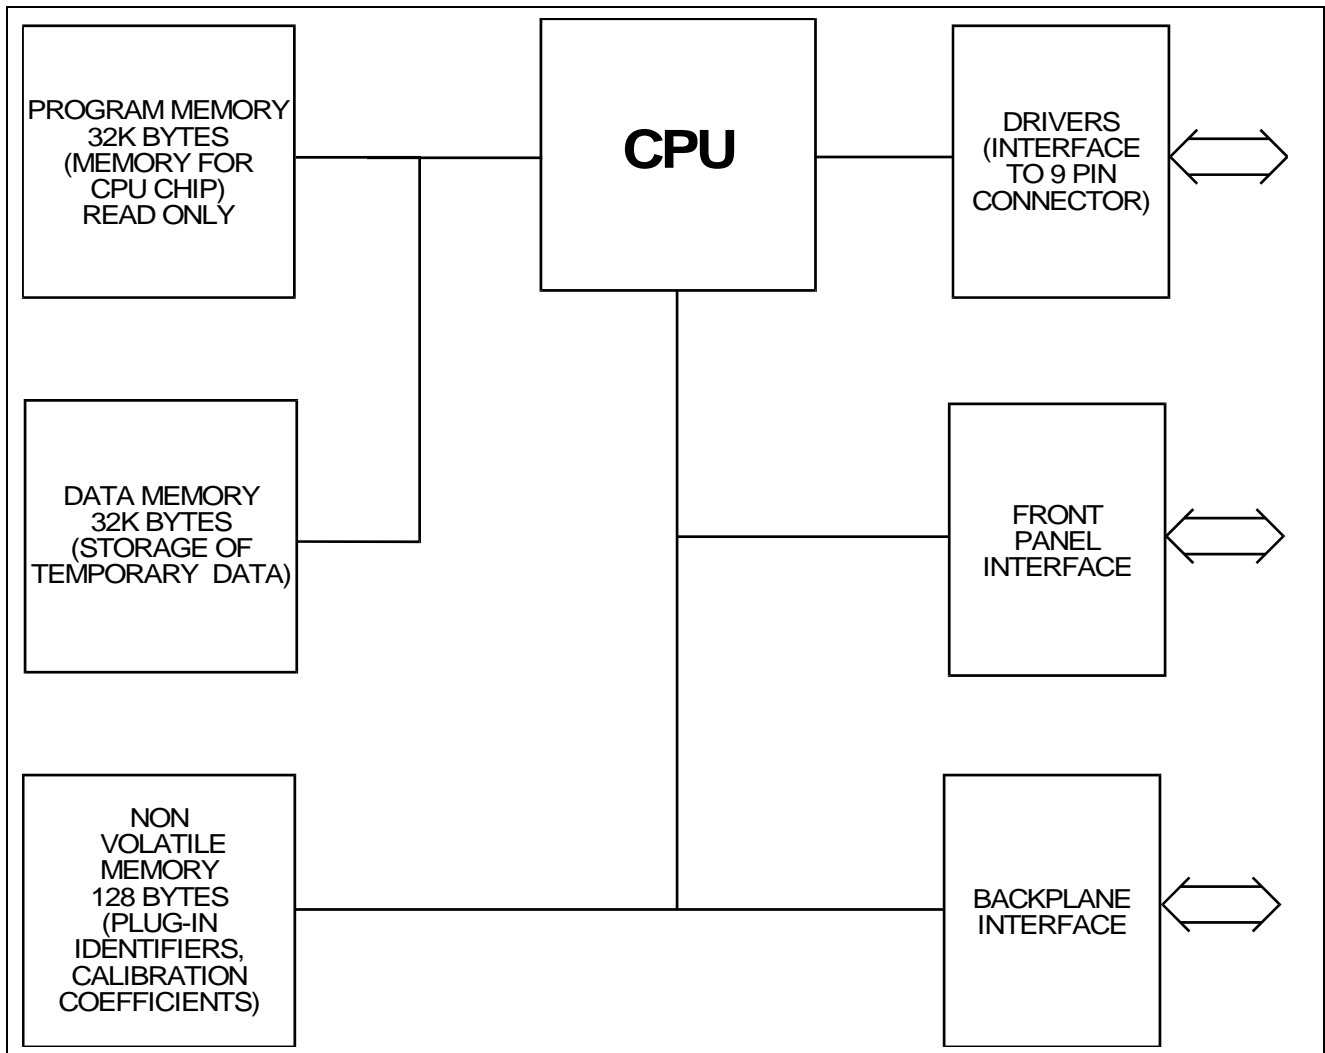 PROGRAM MEMORY
32K BYTES
(MEMORY FOR
CPU CHIP)
READ ONLY
CPU
DRIVERS
(INTERFACE
TO 9 PIN
CONNECTOR)
DATA MEMORY
32K BYTES
(STORAGE OF
TEMPORARY DATA)
FRONT
PANEL
INTERFACE
NON
VOLATILE
MEMORY
128 BYTES
(PLUG-IN
IDENTIFIERS,
CALIBRATION
COEFFICIENTS)
BACKPLANE
INTERFACE